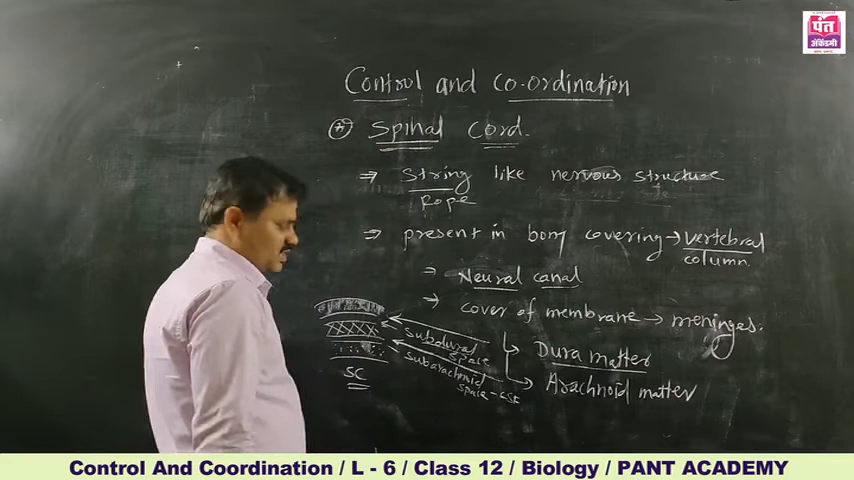 पंत
अ‍ॅकॅडमी
Control and Co-ordination
Spinal Cord.
⇒ String like nervous structure
Rope
⇒ present in bony covering → vertebral
column.
→ Neural canal
→ cover of membrane → meninges.
subdural
space
→ Dura matter
subarachnoid
space - CSF
→ Arachnoid matter
SC
Control And Coordination / L - 6 / Class 12 / Biology / PANT ACADEMY